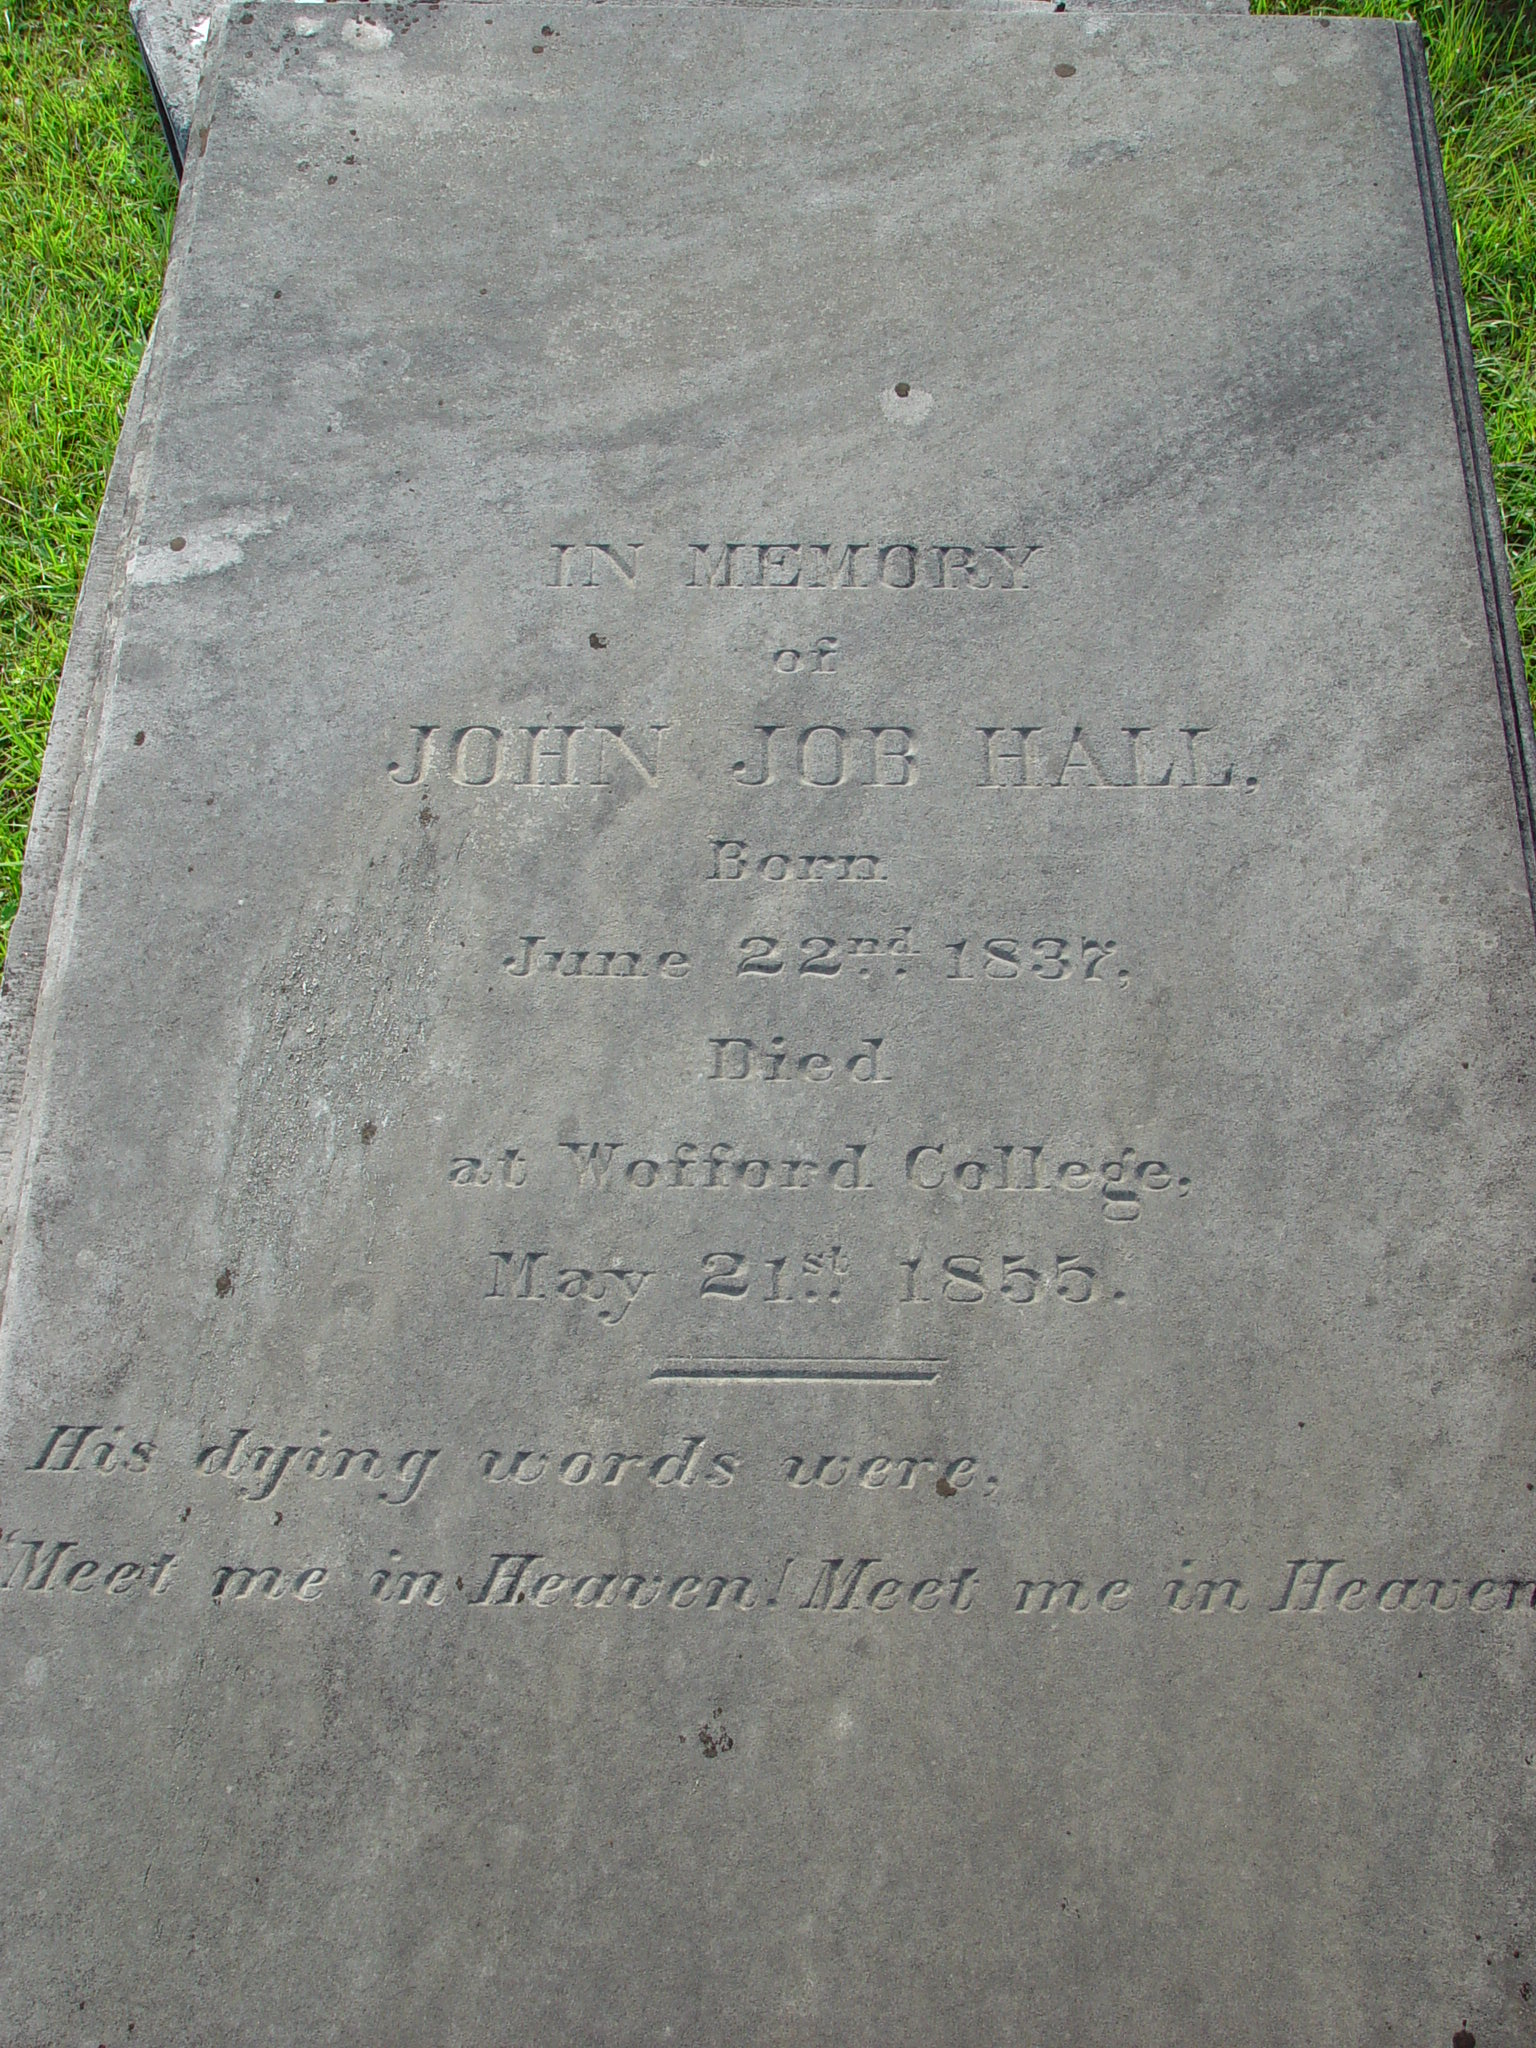 IN MEMORY
of
JOHN JOB HALL,
Born
June 22nd. 1837,
Died
at Wofford College,
May 21st. 1855.
His dying words were,
"Meet me in Heaven! Meet me in Heaven